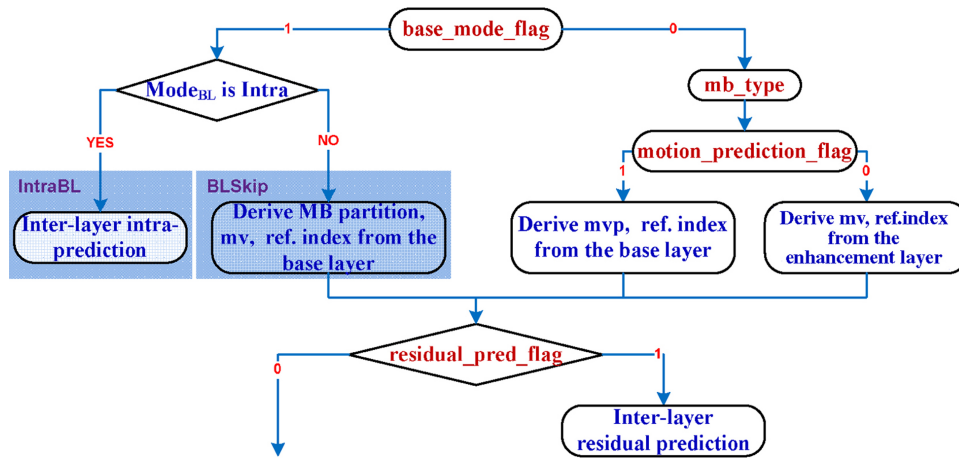 base_mode_flag
1
0
Mode_BL is Intra
mb_type
YES
NO
motion_prediction_flag
1
0
IntraBL
BLSkip
Inter-layer intra-
prediction
Derive MB partition,
mv, ref. index from the
base layer
Derive mvp, ref. index
from the base layer
Derive mv, ref.index
from the
enhancement layer
residual_pred_flag
0
1
Inter-layer
residual prediction